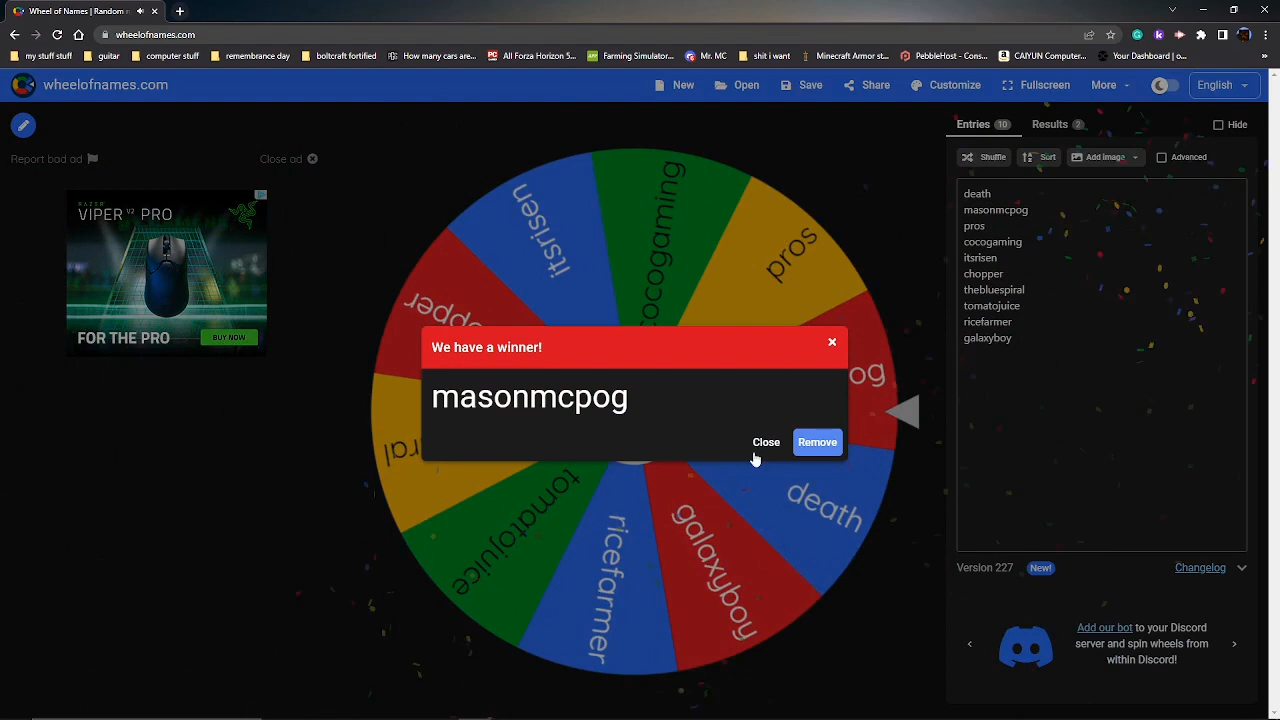 Wheel of Names | Random n
wheelofnames.com
my stuff stuff
guitar
computer stuff
remembrance day
boltcraft fortified
How many cars are...
All Forza Horizon S...
Farming Simulator...
Mr. MC
shit i want
Minecraft Armor st...
PebbleHost - Cons...
CAIYUN Computer...
Your Dashboard | o...
wheelofnames.com
New
Open
Save
Share
Customize
Fullscreen
More
English
Report bad ad
Close ad
RAZER
VIPER V2 PRO
FOR THE PRO
BUY NOW
itsrisen
cocogaming
pros
opper
og
ral
death
tomatojuice
ricefarmer
galaxyboy
We have a winner!
masonmcpog
Close
Remove
Entries 10
Results 2
Hide
Shuffle
Sort
Add image
Advanced
death
masonmcpog
pros
cocogaming
itsrisen
chopper
thebluespiral
tomatojuice
ricefarmer
galaxyboy
Version 227
New!
Changelog
Add our bot to your Discord
server and spin wheels from
within Discord!